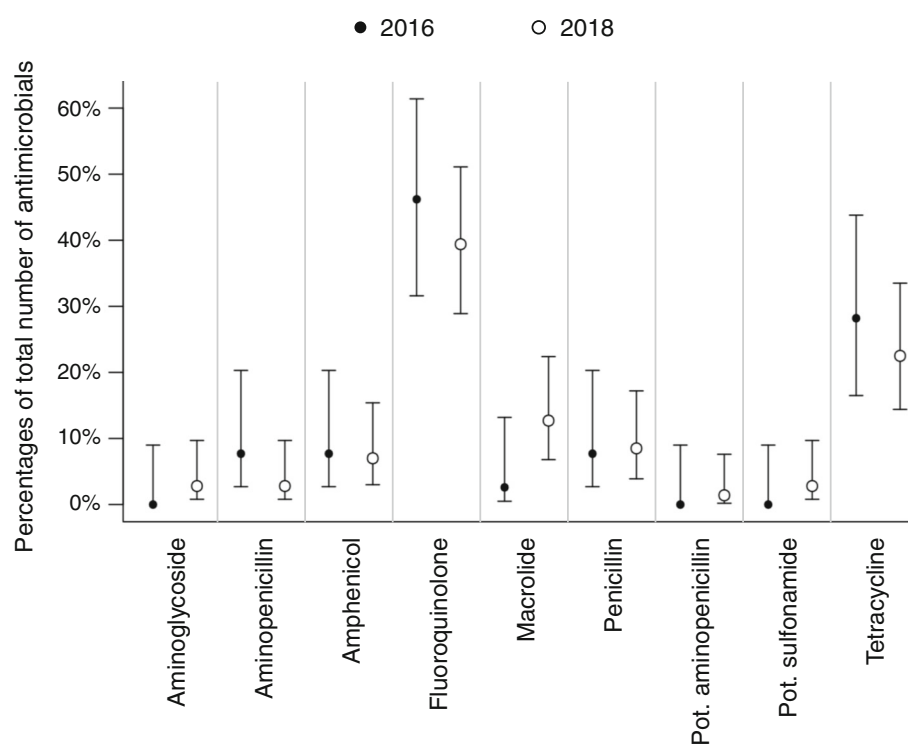 2016
2018
Percentages of total number of antimicrobials
60%
50%
40%
30%
20%
10%
0%
Aminoglycoside
Aminopenicillin
Amphenicol
Fluoroquinolone
Macrolide
Penicillin
Pot. aminopenicillin
Pot. sulfonamide
Tetracycline